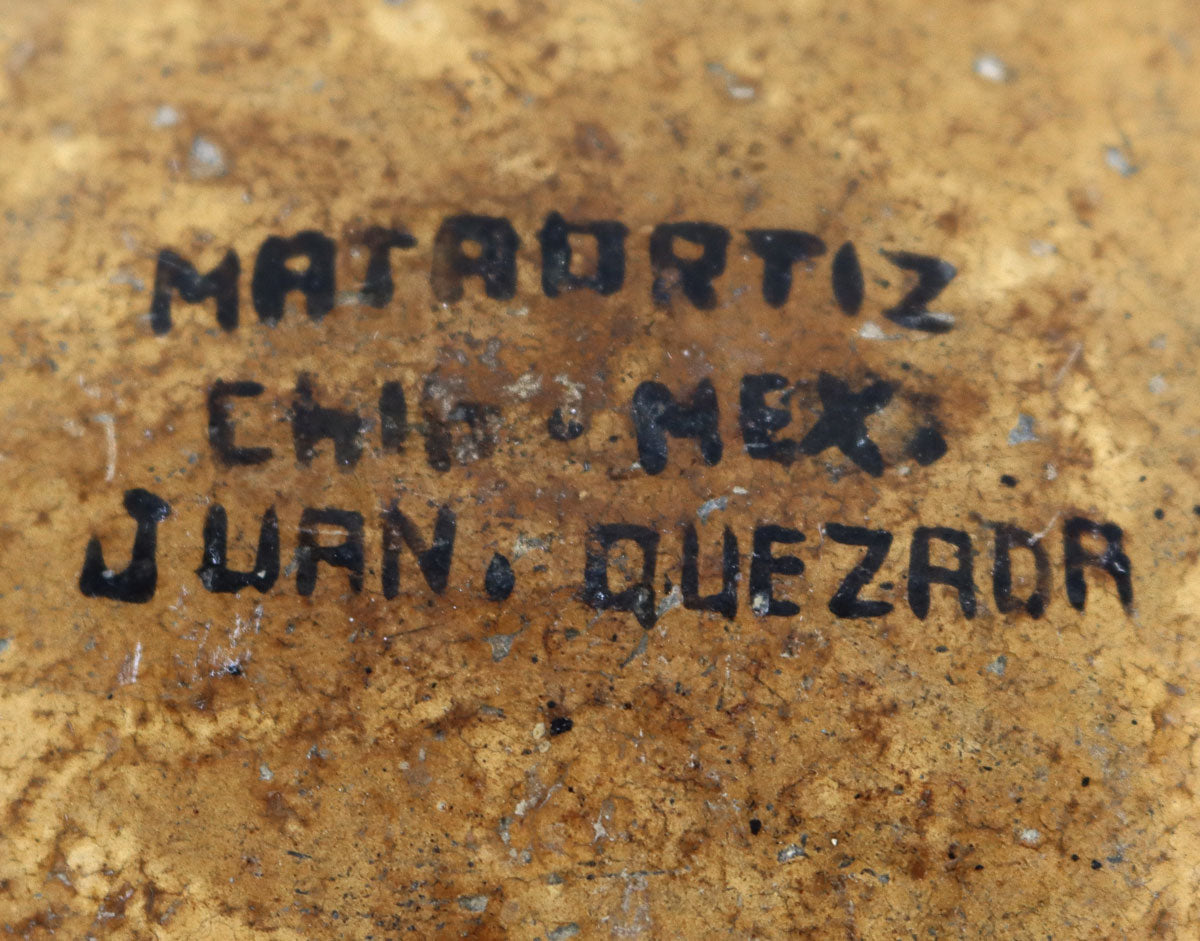 MATAORTIZ
CHIH. MEX.
JUAN. QUEZADA